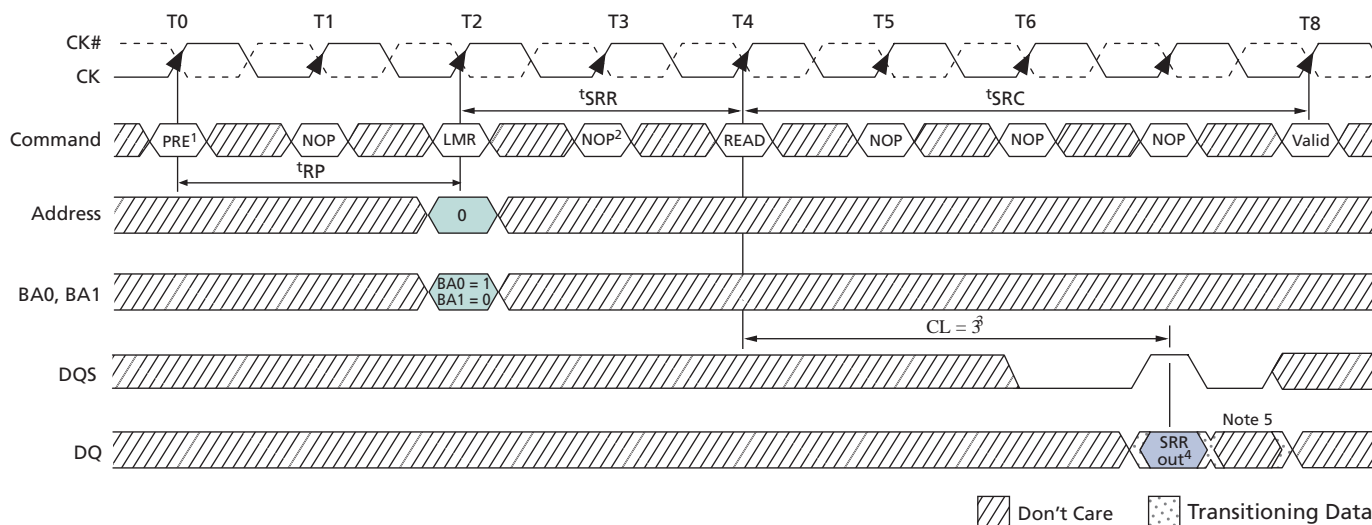 T0 T1 T2 T3 T4 T5 T6 T8
CK#
CK
tSRR tSRC
Command PRE1 NOP LMR NOP2 READ NOP NOP NOP Valid
tRP
Address 0
BA0, BA1 BA0 = 1
BA1 = 0
CL = 33
DQS
Note 5
DQ SRR
out4
Don't Care Transitioning Data